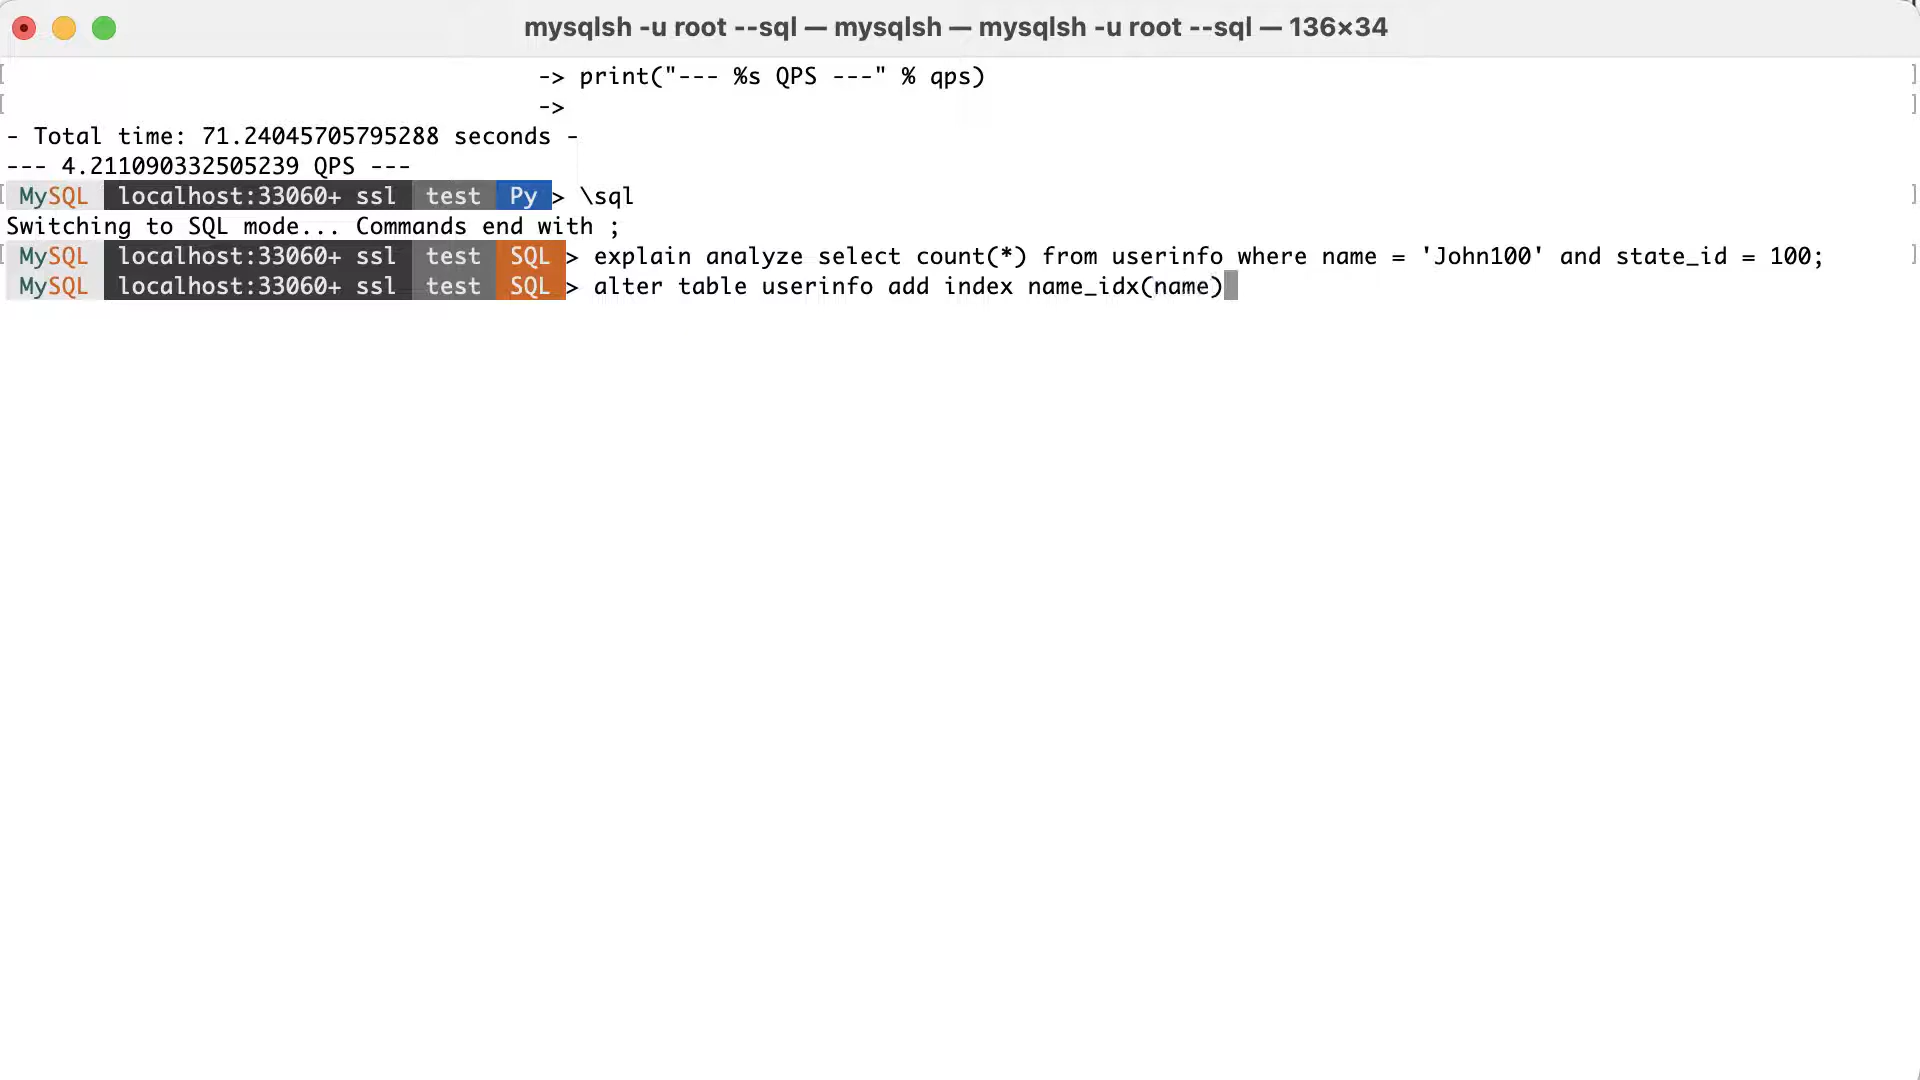 mysqlsh -u root --sql — mysqlsh — mysqlsh -u root --sql — 136×34
-> print("--- %s QPS ---" % qps)
->
- Total time: 71.24045705795288 seconds -
--- 4.211090332505239 QPS ---
MySQL localhost:33060+ ssl test Py > \sql
Switching to SQL mode... Commands end with ;
MySQL localhost:33060+ ssl test SQL > explain analyze select count(*) from userinfo where name = 'John100' and state_id = 100;
MySQL localhost:33060+ ssl test SQL > alter table userinfo add index name_idx(name)